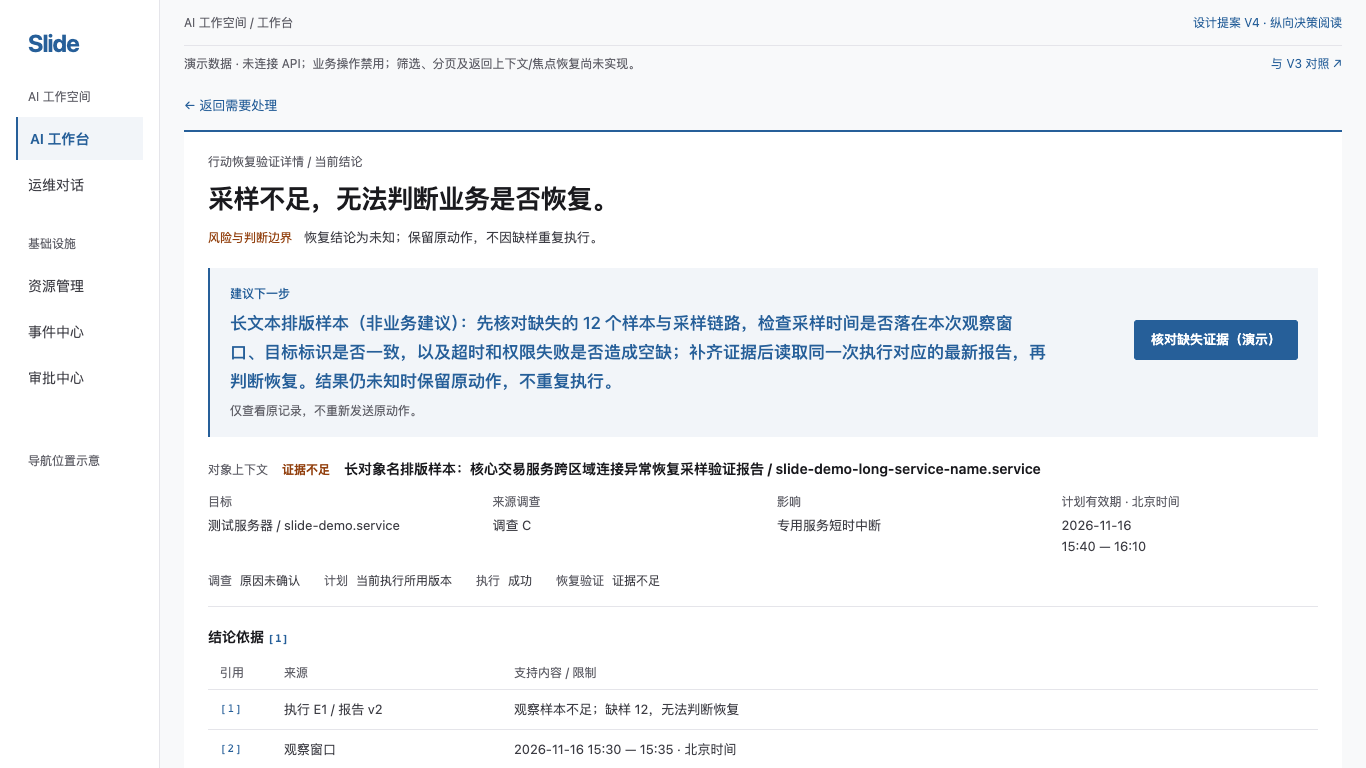 Slide
AI 工作空间
AI 工作台
运维对话
基础设施
资源管理
事件中心
审批中心
导航位置示意
AI 工作空间 / 工作台
设计提案 V4 · 纵向决策阅读
演示数据 · 未连接 API；业务操作禁用；筛选、分页及返回上下文/焦点恢复尚未实现。
与 V3 对照 ↗
← 返回需要处理
行动恢复验证详情 / 当前结论
采样不足，无法判断业务是否恢复。
风险与判断边界 恢复结论为未知；保留原动作，不因缺样重复执行。
建议下一步
长文本排版样本（非业务建议）：先核对缺失的 12 个样本与采样链路，检查采样时间是否落在本次观察窗
口、目标标识是否一致，以及超时和权限失败是否造成空缺；补齐证据后读取同一次执行对应的最新报告，再
判断恢复。结果仍未知时保留原动作，不重复执行。
仅查看原记录，不重新发送原动作。
核对缺失证据（演示）
对象上下文 证据不足 长对象名排版样本：核心交易服务跨区域连接异常恢复采样验证报告 / slide-demo-long-service-name.service
目标
测试服务器 / slide-demo.service
来源调查
调查 C
影响
专用服务短时中断
计划有效期 · 北京时间
2026-11-16
15:40 — 16:10
调查 原因未确认 计划 当前执行所用版本 执行 成功 恢复验证 证据不足
结论依据 [1]
引用 来源 支持内容 / 限制
[1] 执行 E1 / 报告 v2 观察样本不足；缺样 12，无法判断恢复
[2] 观察窗口 2026-11-16 15:30 — 15:35 · 北京时间